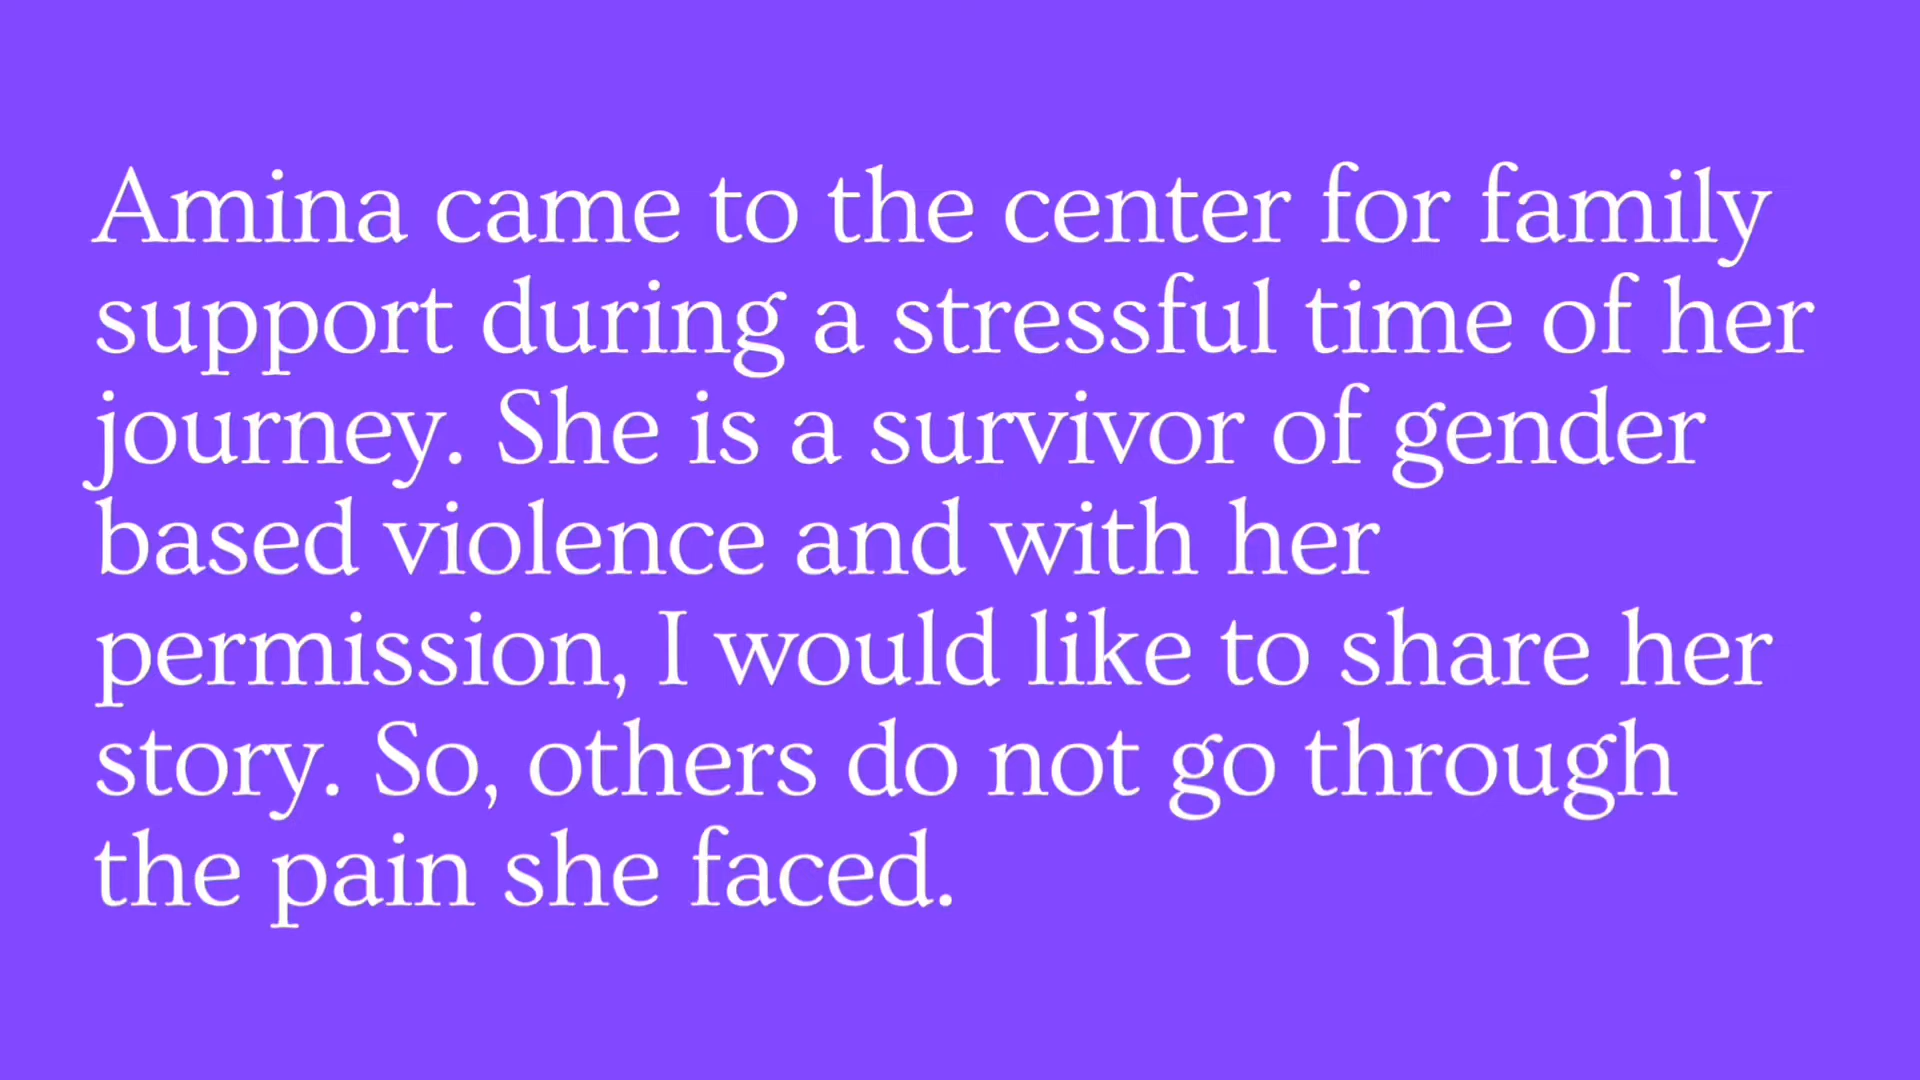 Amina came to the center for family
support during a stressful time of her
journey. She is a survivor of gender
based violence and with her
permission, I would like to share her
story. So, others do not go through
the pain she faced.